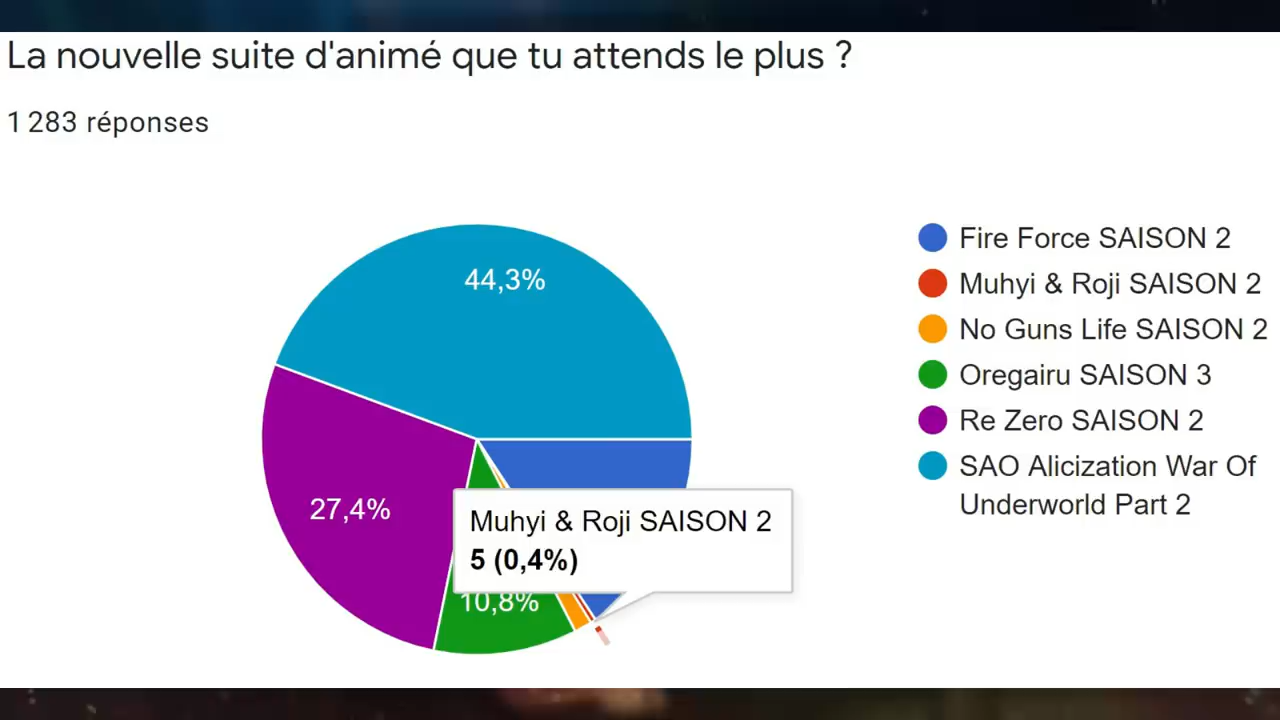 La nouvelle suite d'animé que tu attends le plus ?
1 283 réponses
44,3%
27,4%
10,8%
Muhyi & Roji SAISON 2
5 (0,4%)
Fire Force SAISON 2
Muhyi & Roji SAISON 2
No Guns Life SAISON 2
Oregairu SAISON 3
Re Zero SAISON 2
SAO Alicization War Of
Underworld Part 2